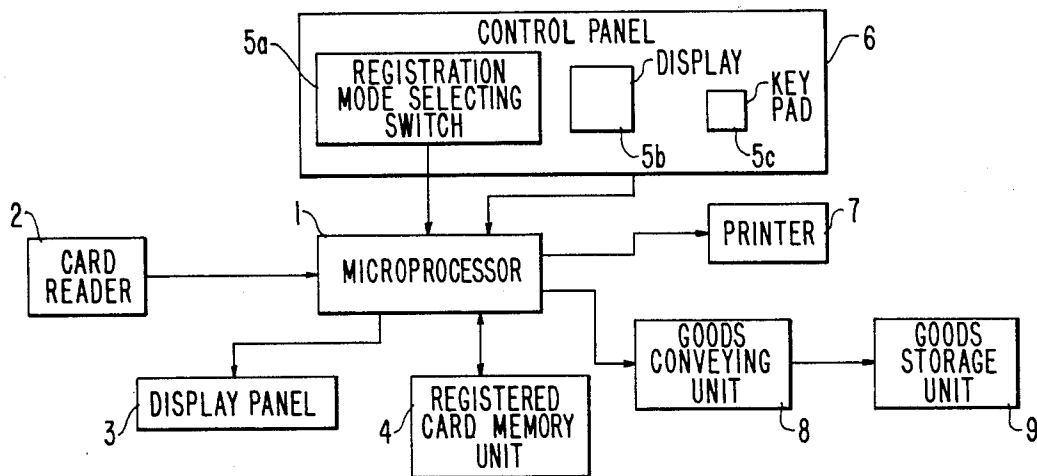 CONTROL PANEL
6
5a
REGISTRATION
MODE SELECTING
SWITCH
DISPLAY
KEY
PAD
5b
5c
2
CARD
READER
1
MICROPROCESSOR
PRINTER
7
DISPLAY PANEL
3
REGISTERED
CARD MEMORY
UNIT
4
GOODS
CONVEYING
UNIT
8
GOODS
STORAGE
UNIT
9